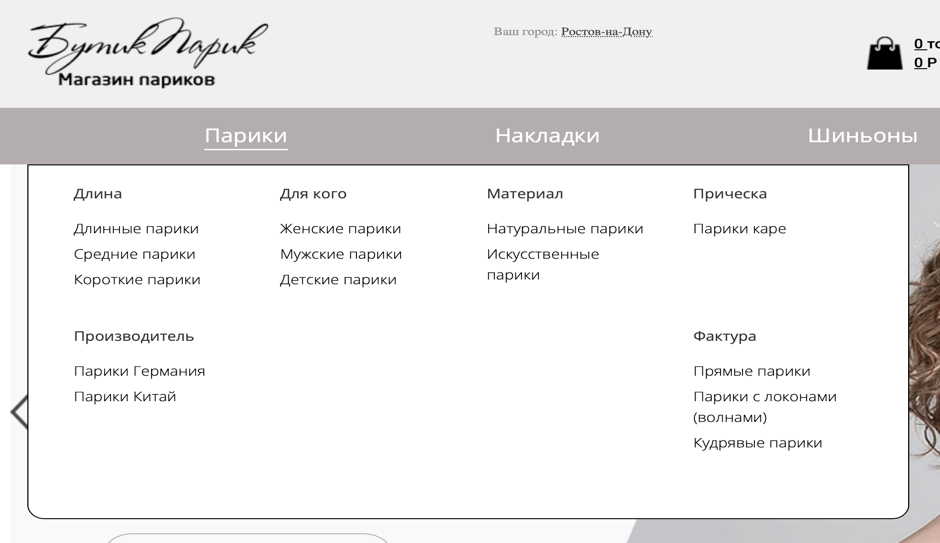 Бутик Парик
Магазин париков
Ваш город: Ростов-на-Дону
0
0 Р
Парики
Накладки
Шиньоны
Длина
Длинные парики
Средние парики
Короткие парики
Для кого
Женские парики
Мужские парики
Детские парики
Материал
Натуральные парики
Искусственные
парики
Прическа
Парики каре
Производитель
Парики Германия
Парики Китай
Фактура
Прямые парики
Парики с локонами
(волнами)
Кудрявые парики